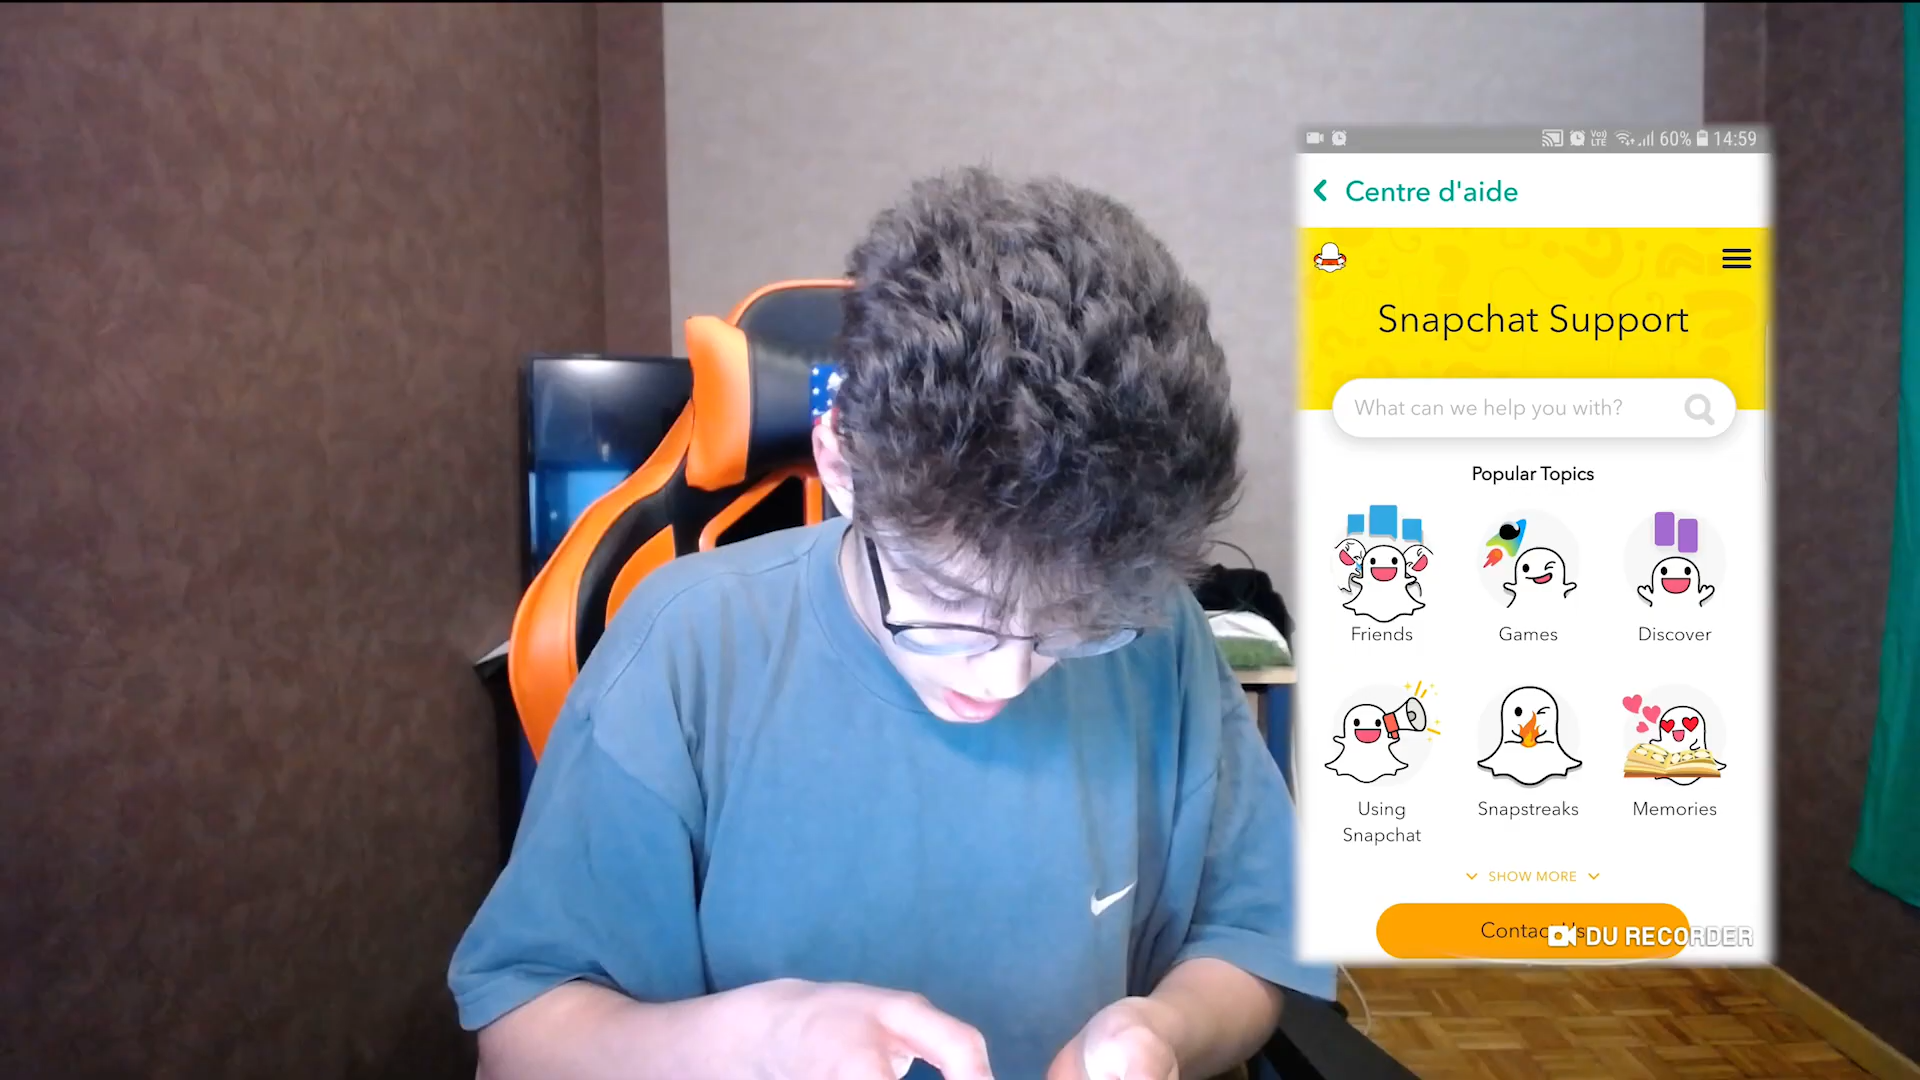 60% 14:59
Centre d'aide
Snapchat Support
What can we help you with?
Popular Topics
Friends
Games
Discover
Using
Snapchat
Snapstreaks
Memories
SHOW MORE
DU RECORDER